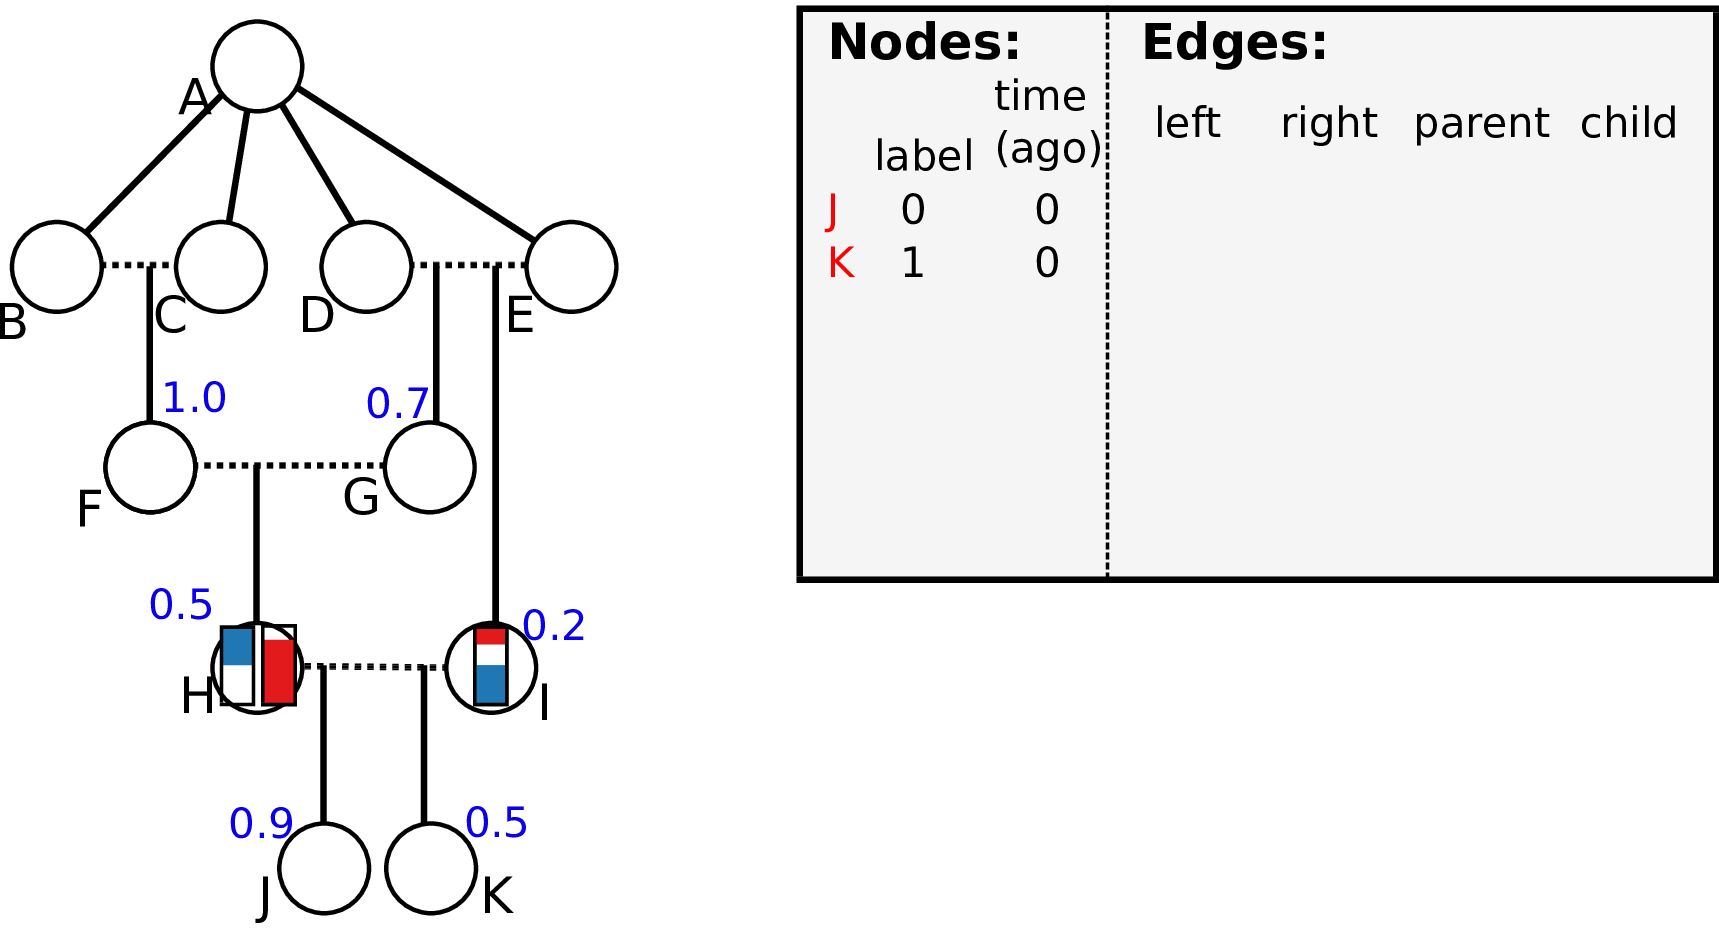 A
B
C
D
E
1.0
0.7
F
G
0.5
0.2
H
I
0.9
0.5
J
K
Nodes:
label
time
(ago)
J 0 0
K 1 0
Edges:
left right parent child